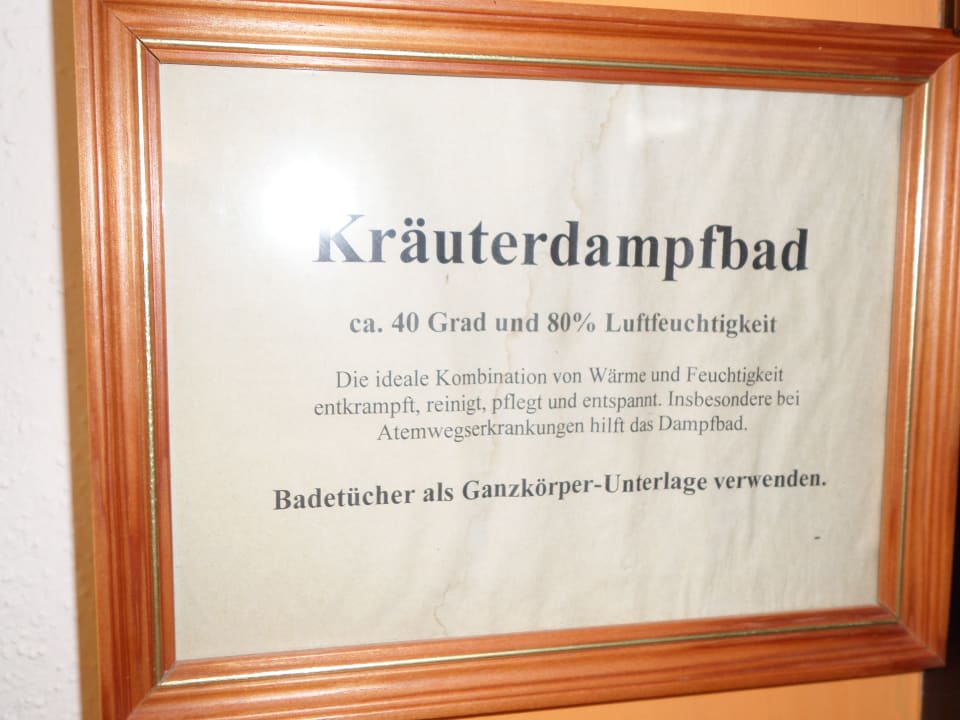 Kräuterdampfbad
ca. 40 Grad und 80% Luftfeuchtigkeit
Die ideale Kombination von Wärme und Feuchtigkeit
entkrampft, reinigt, pflegt und entspannt. Insbesondere bei
Atemwegserkrankungen hilft das Dampfbad.
Badetücher als Ganzkörper-Unterlage verwenden.